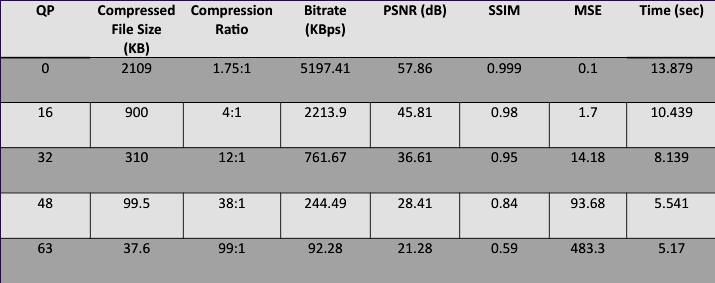 QP Compressed File Size (KB) Compression Ratio Bitrate (KBps) PSNR (dB) SSIM MSE Time (sec)
0 2109 1.75:1 5197.41 57.86 0.999 0.1 13.879
16 900 4:1 2213.9 45.81 0.98 1.7 10.439
32 310 12:1 761.67 36.61 0.95 14.18 8.139
48 99.5 38:1 244.49 28.41 0.84 93.68 5.541
63 37.6 99:1 92.28 21.28 0.59 483.3 5.17